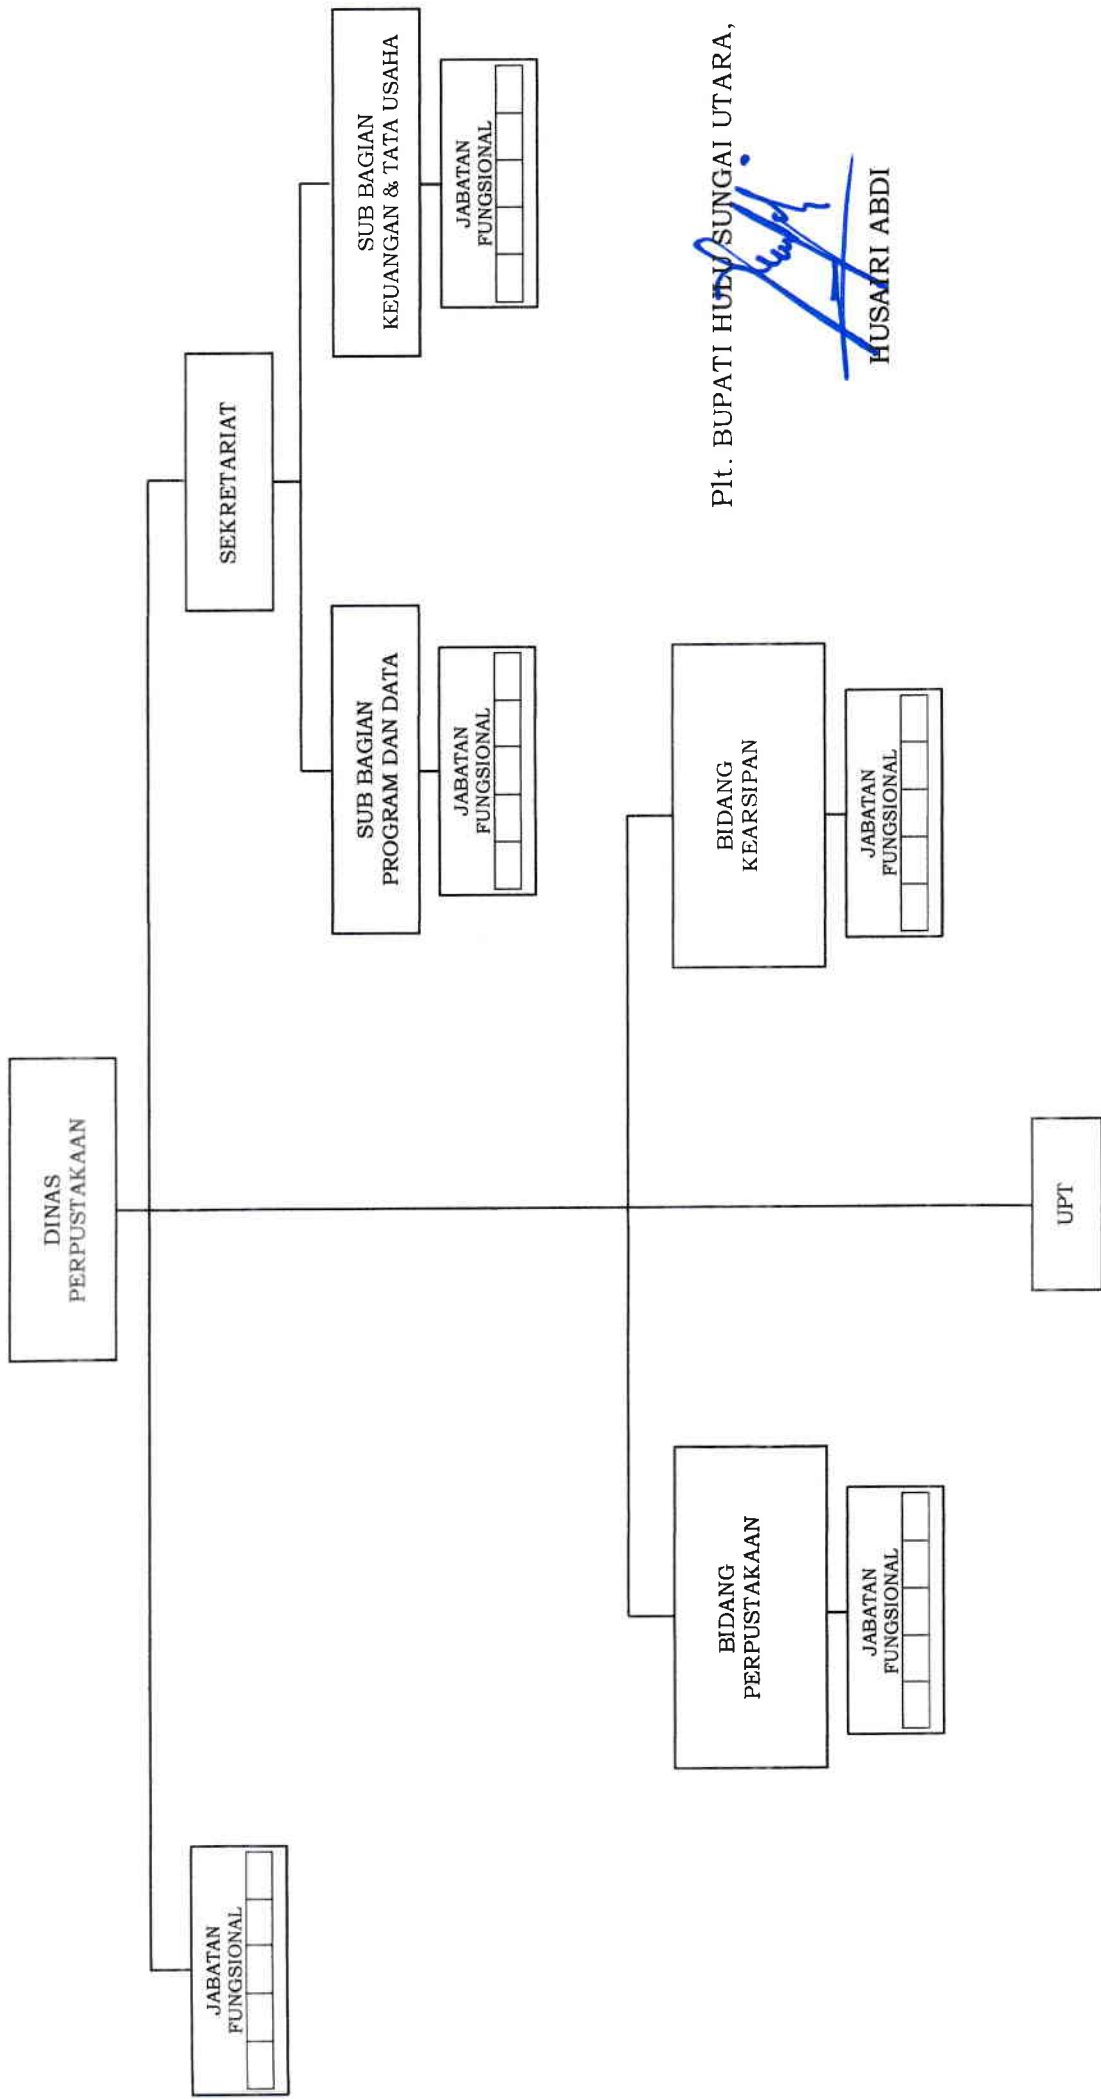 DINAS
PERPUSTAKAAN
JABATAN
FUNGSIONAL
SEKRETARIAT
SUB BAGIAN
PROGRAM DAN DATA
JABATAN
FUNGSIONAL
SUB BAGIAN
KEUANGAN & TATA USAHA
JABATAN
FUNGSIONAL
BIDANG
PERPUSTAKAAN
JABATAN
FUNGSIONAL
BIDANG
KEARSIPAN
JABATAN
FUNGSIONAL
UPT
Plt. BUPATI HULU SUNGAI UTARA,
HUSAIRI ABDI